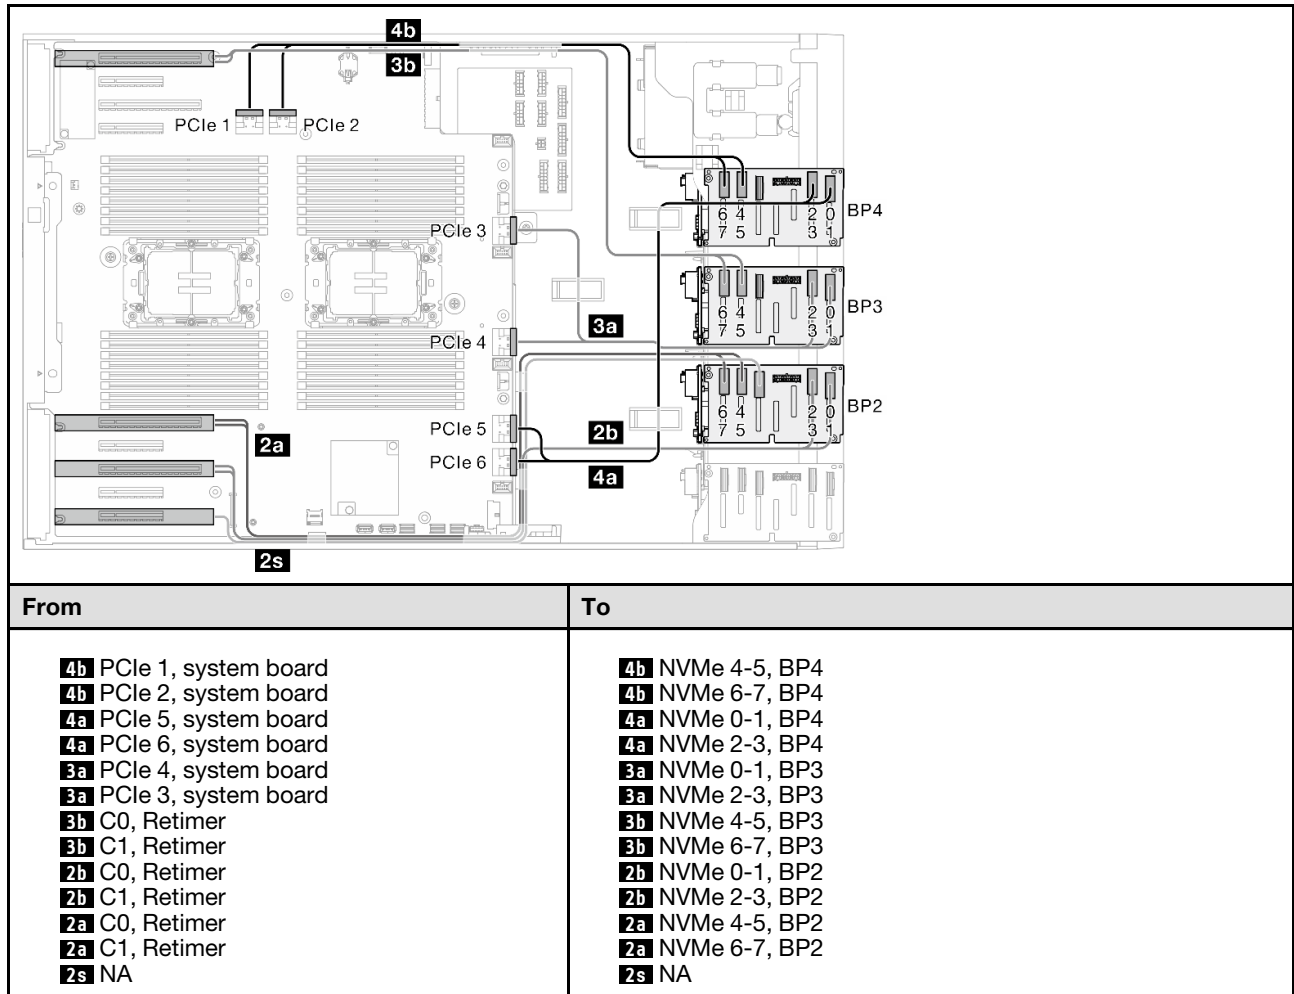 4b
3b
PCIe 1
PCIe 2
PCIe 3
6 4 2 0
7 5 3 1
BP4
6 4 2 0
7 5 3 1
BP3
3a
PCIe 4
6 4 2 0
7 5 3 1
BP2
2a
PCIe 5
2b
PCIe 6
4a
2s
From To
4b PCIe 1, system board
4b PCIe 2, system board
4a PCIe 5, system board
4a PCIe 6, system board
3a PCIe 4, system board
3a PCIe 3, system board
3b C0, Retimer
3b C1, Retimer
2b C0, Retimer
2b C1, Retimer
2a C0, Retimer
2a C1, Retimer
2s NA
4b NVMe 4-5, BP4
4b NVMe 6-7, BP4
4a NVMe 0-1, BP4
4a NVMe 2-3, BP4
3a NVMe 0-1, BP3
3a NVMe 2-3, BP3
3b NVMe 4-5, BP3
3b NVMe 6-7, BP3
2b NVMe 0-1, BP2
2b NVMe 2-3, BP2
2a NVMe 4-5, BP2
2a NVMe 6-7, BP2
2s NA